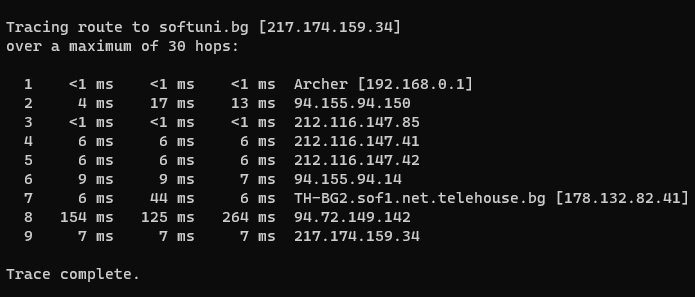 Tracing route to softuni.bg [217.174.159.34]
over a maximum of 30 hops:

  1    <1 ms    <1 ms    <1 ms  Archer [192.168.0.1]
  2     4 ms    17 ms    13 ms  94.155.94.150
  3    <1 ms    <1 ms    <1 ms  212.116.147.85
  4     6 ms     6 ms     6 ms  212.116.147.41
  5     6 ms     6 ms     6 ms  212.116.147.42
  6     9 ms     9 ms     7 ms  94.155.94.14
  7     6 ms    44 ms     6 ms  TH-BG2.sof1.net.telehouse.bg [178.132.82.41]
  8   154 ms   125 ms   264 ms  94.72.149.142
  9     7 ms     7 ms     7 ms  217.174.159.34

Trace complete.